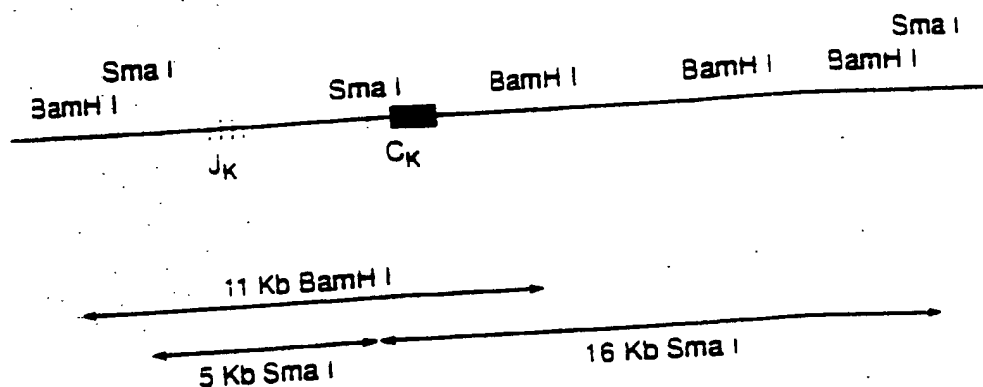 Sma I
Sma I
BamH I
Sma I
BamH I
BamH I
BamH I
JK
CK
11 Kb BamH I
5 Kb Sma I
16 Kb Sma I